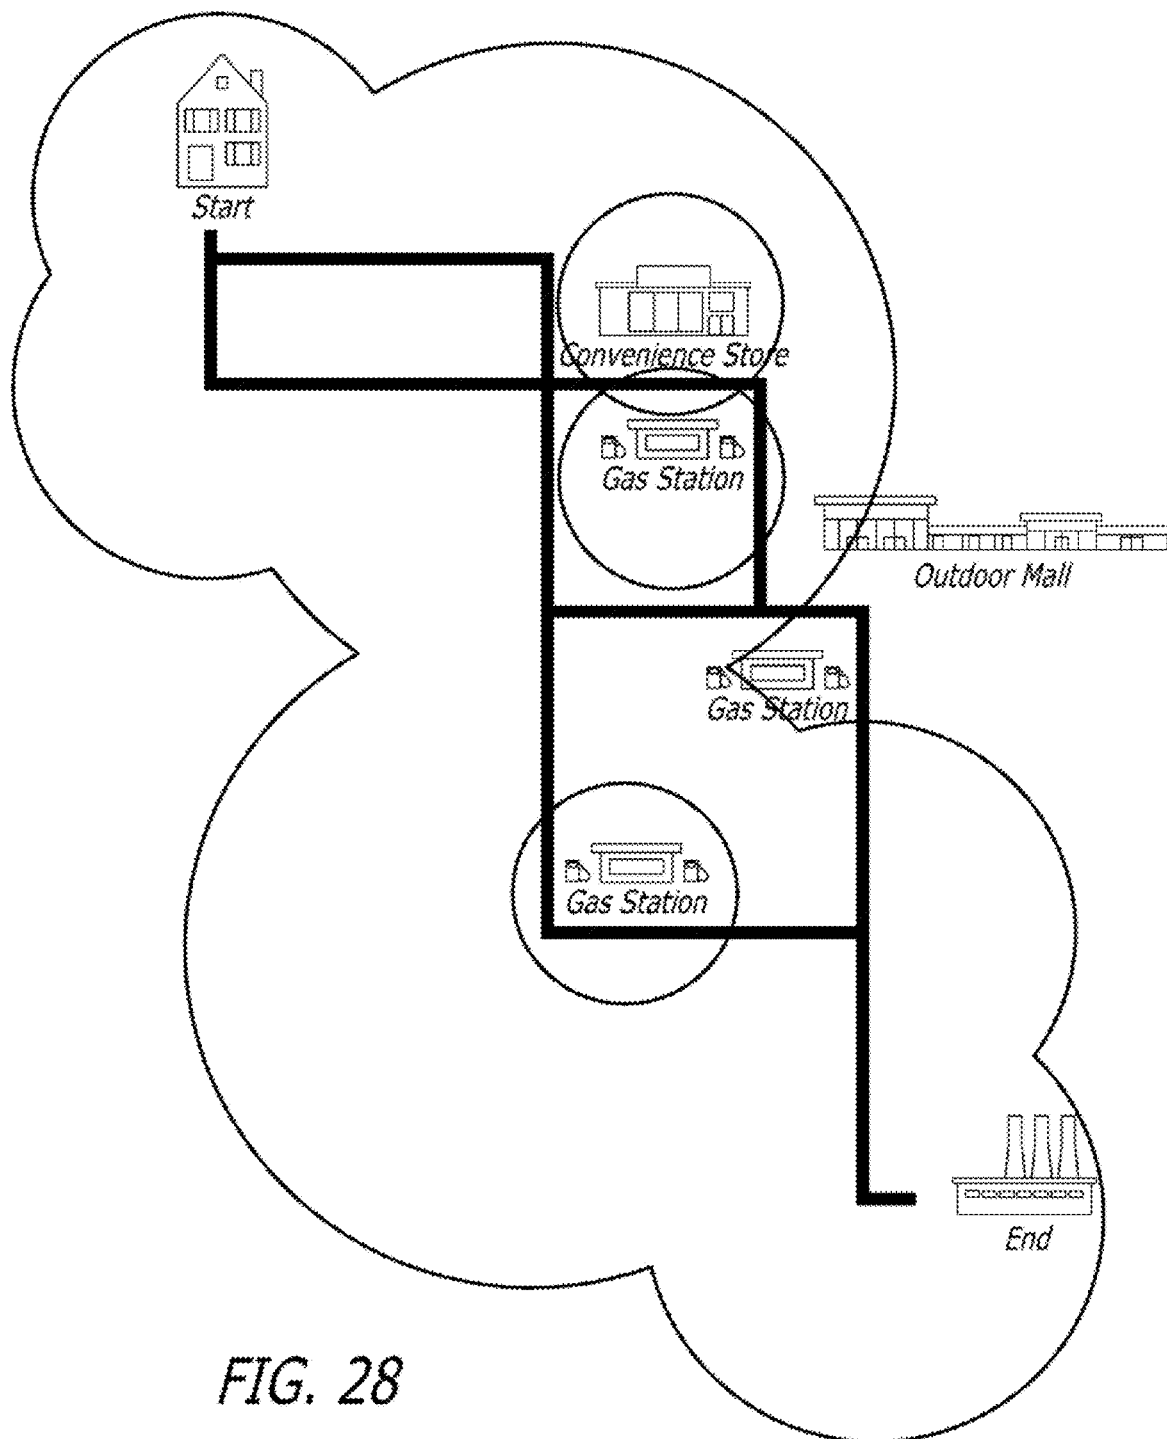 Start
Convenience Store
Gas Station
Outdoor Mall
Gas Station
Gas Station
End
FIG. 28